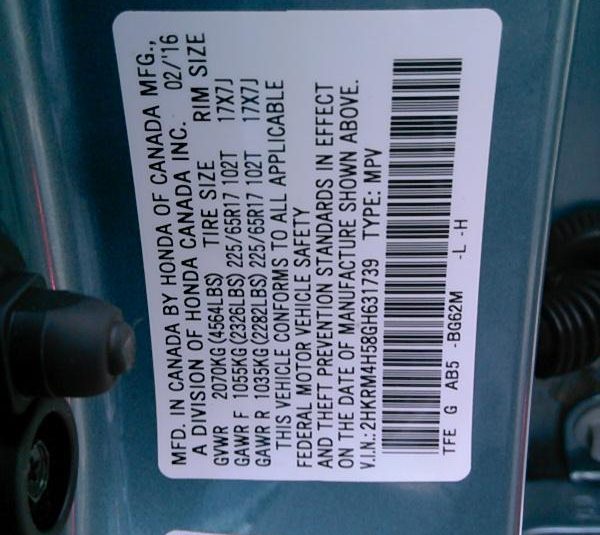 MFD. IN CANADA BY HONDA OF CANADA MFG.,
A DIVISION OF HONDA CANADA INC. 02/'16
GVWR 2070KG(4564LBS) TIRE SIZE RIM SIZE
GAWR F 1055KG(2326LBS) 225/65R17 102T 17X7J
GAWR R 1035KG(2282LBS) 225/65R17 102T 17X7J
THIS VEHICLE CONFORMS TO ALL APPLICABLE
FEDERAL MOTOR VEHICLE SAFETY
AND THEFT PREVENTION STANDARDS IN EFFECT
ON THE DATE OF MANUFACTURE SHOWN ABOVE.
V.I.N.: 2HKRM4H58GH631739 TYPE: MPV
TFE G AB5 -BG62M -L -H